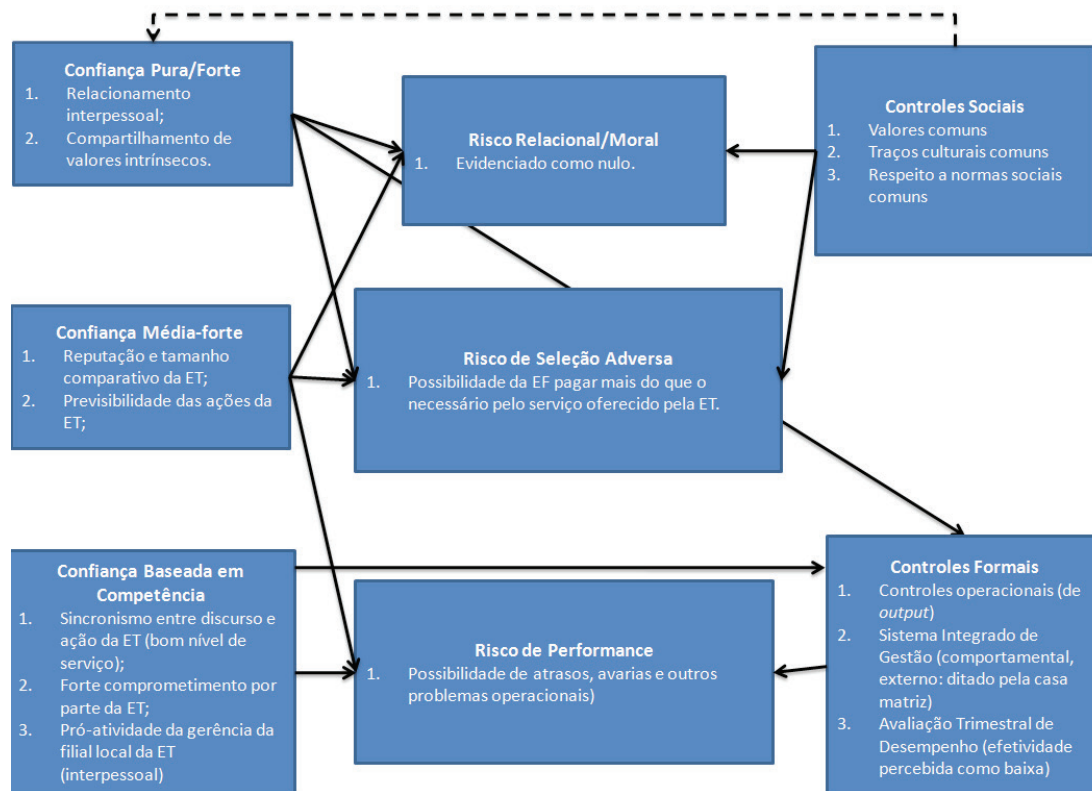 Confiança Pura/Forte
1. Relacionamento
interpessoal;
2. Compartilhamento de
valores intrínsecos.
Risco Relacional/Moral
1. Evidenciado como nulo.
Controles Sociais
1. Valores comuns
2. Traços culturais comuns
3. Respeito a normas sociais
comuns
Confiança Média-forte
1. Reputação e tamanho
comparativo da ET;
2. Previsibilidade das ações da
ET;
Risco de Seleção Adversa
1. Possibilidade da EF pagar mais do que o
necessário pelo serviço oferecido pela ET.
Confiança Baseada em
Competência
1. Sincronismo entre discurso e
ação da ET (bom nível de
serviço);
2. Forte comprometimento por
parte da ET;
3. Pró-atividade da gerência da
filial local da ET
(interpessoal)
Risco de Performance
1. Possibilidade de atrasos, avarias e outros
problemas operacionais)
Controles Formais
1. Controles operacionais (de
output)
2. Sistema Integrado de
Gestão (comportamental,
externo: ditado pela casa
matriz)
3. Avaliação Trimestral de
Desempenho (efetividade
percebida como baixa)